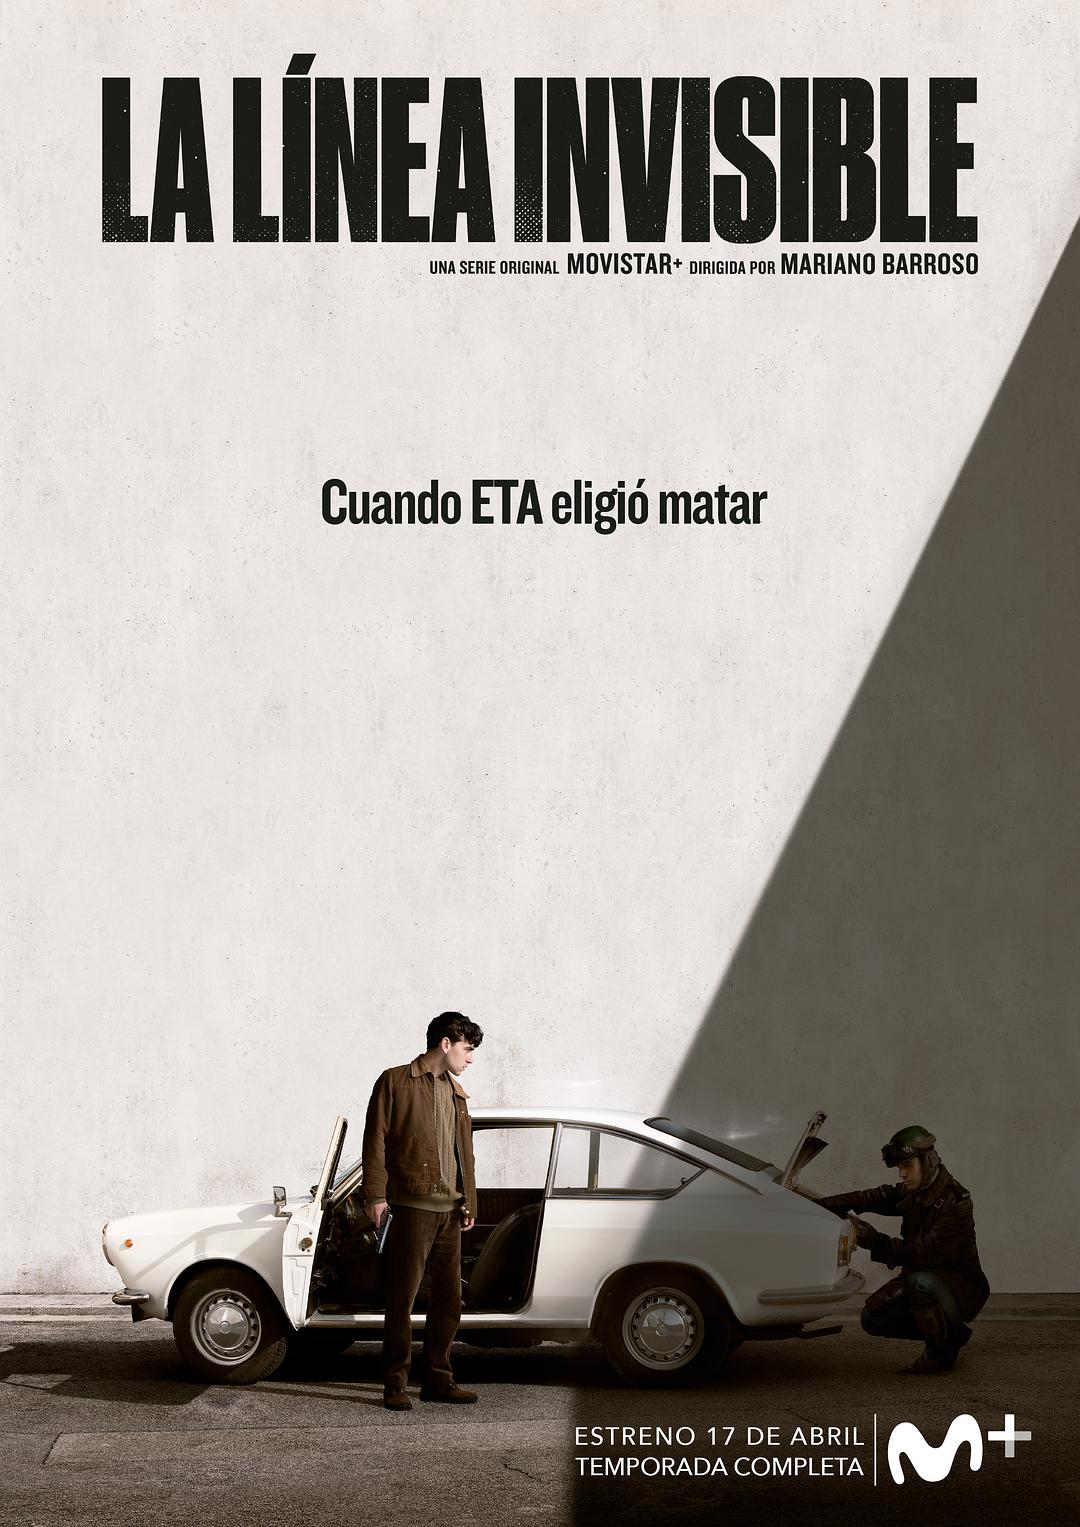 LA LÍNEA INVISIBLE
UNA SERIE ORIGINAL MOVISTAR+ DIRIGIDA POR MARIANO BARROSO
Cuando ETA eligió matar
ESTRENO 17 DE ABRIL
TEMPORADA COMPLETA
M+